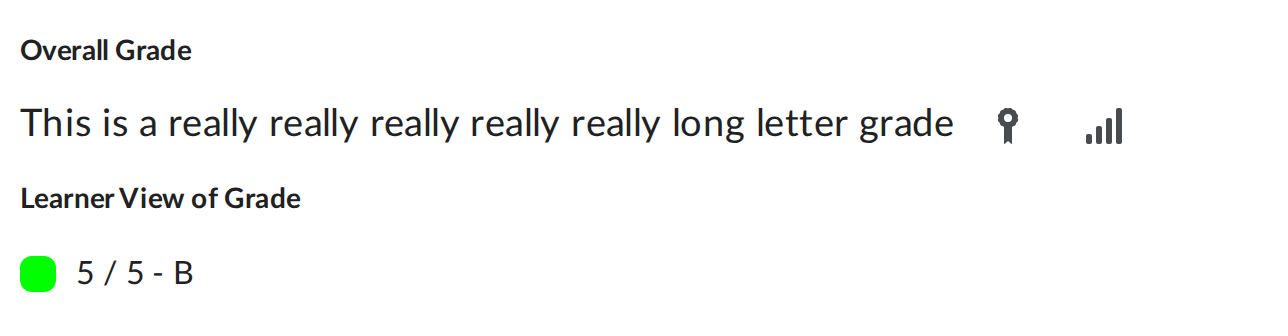 Overall Grade
This is a really really really really really long letter grade
Learner View of Grade
5 / 5 - B